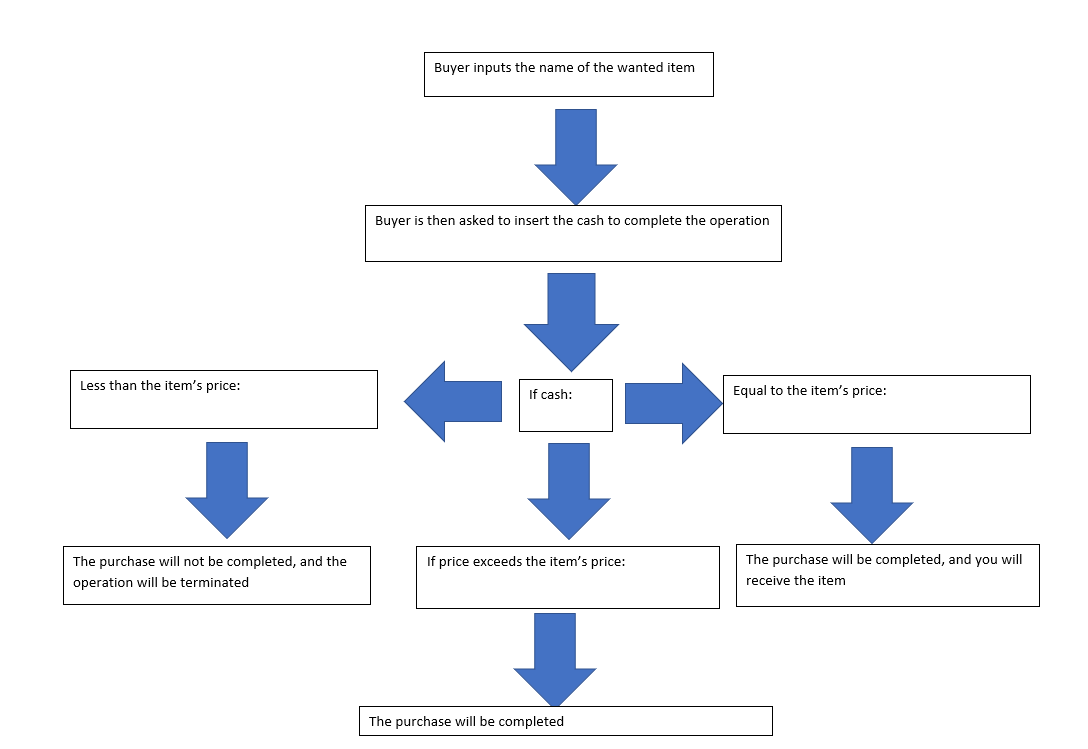 Buyer inputs the name of the wanted item
Buyer is then asked to insert the cash to complete the operation
Less than the item’s price:
If cash:
Equal to the item’s price:
The purchase will not be completed, and the
operation will be terminated
If price exceeds the item’s price:
The purchase will be completed, and you will
receive the item
The purchase will be completed